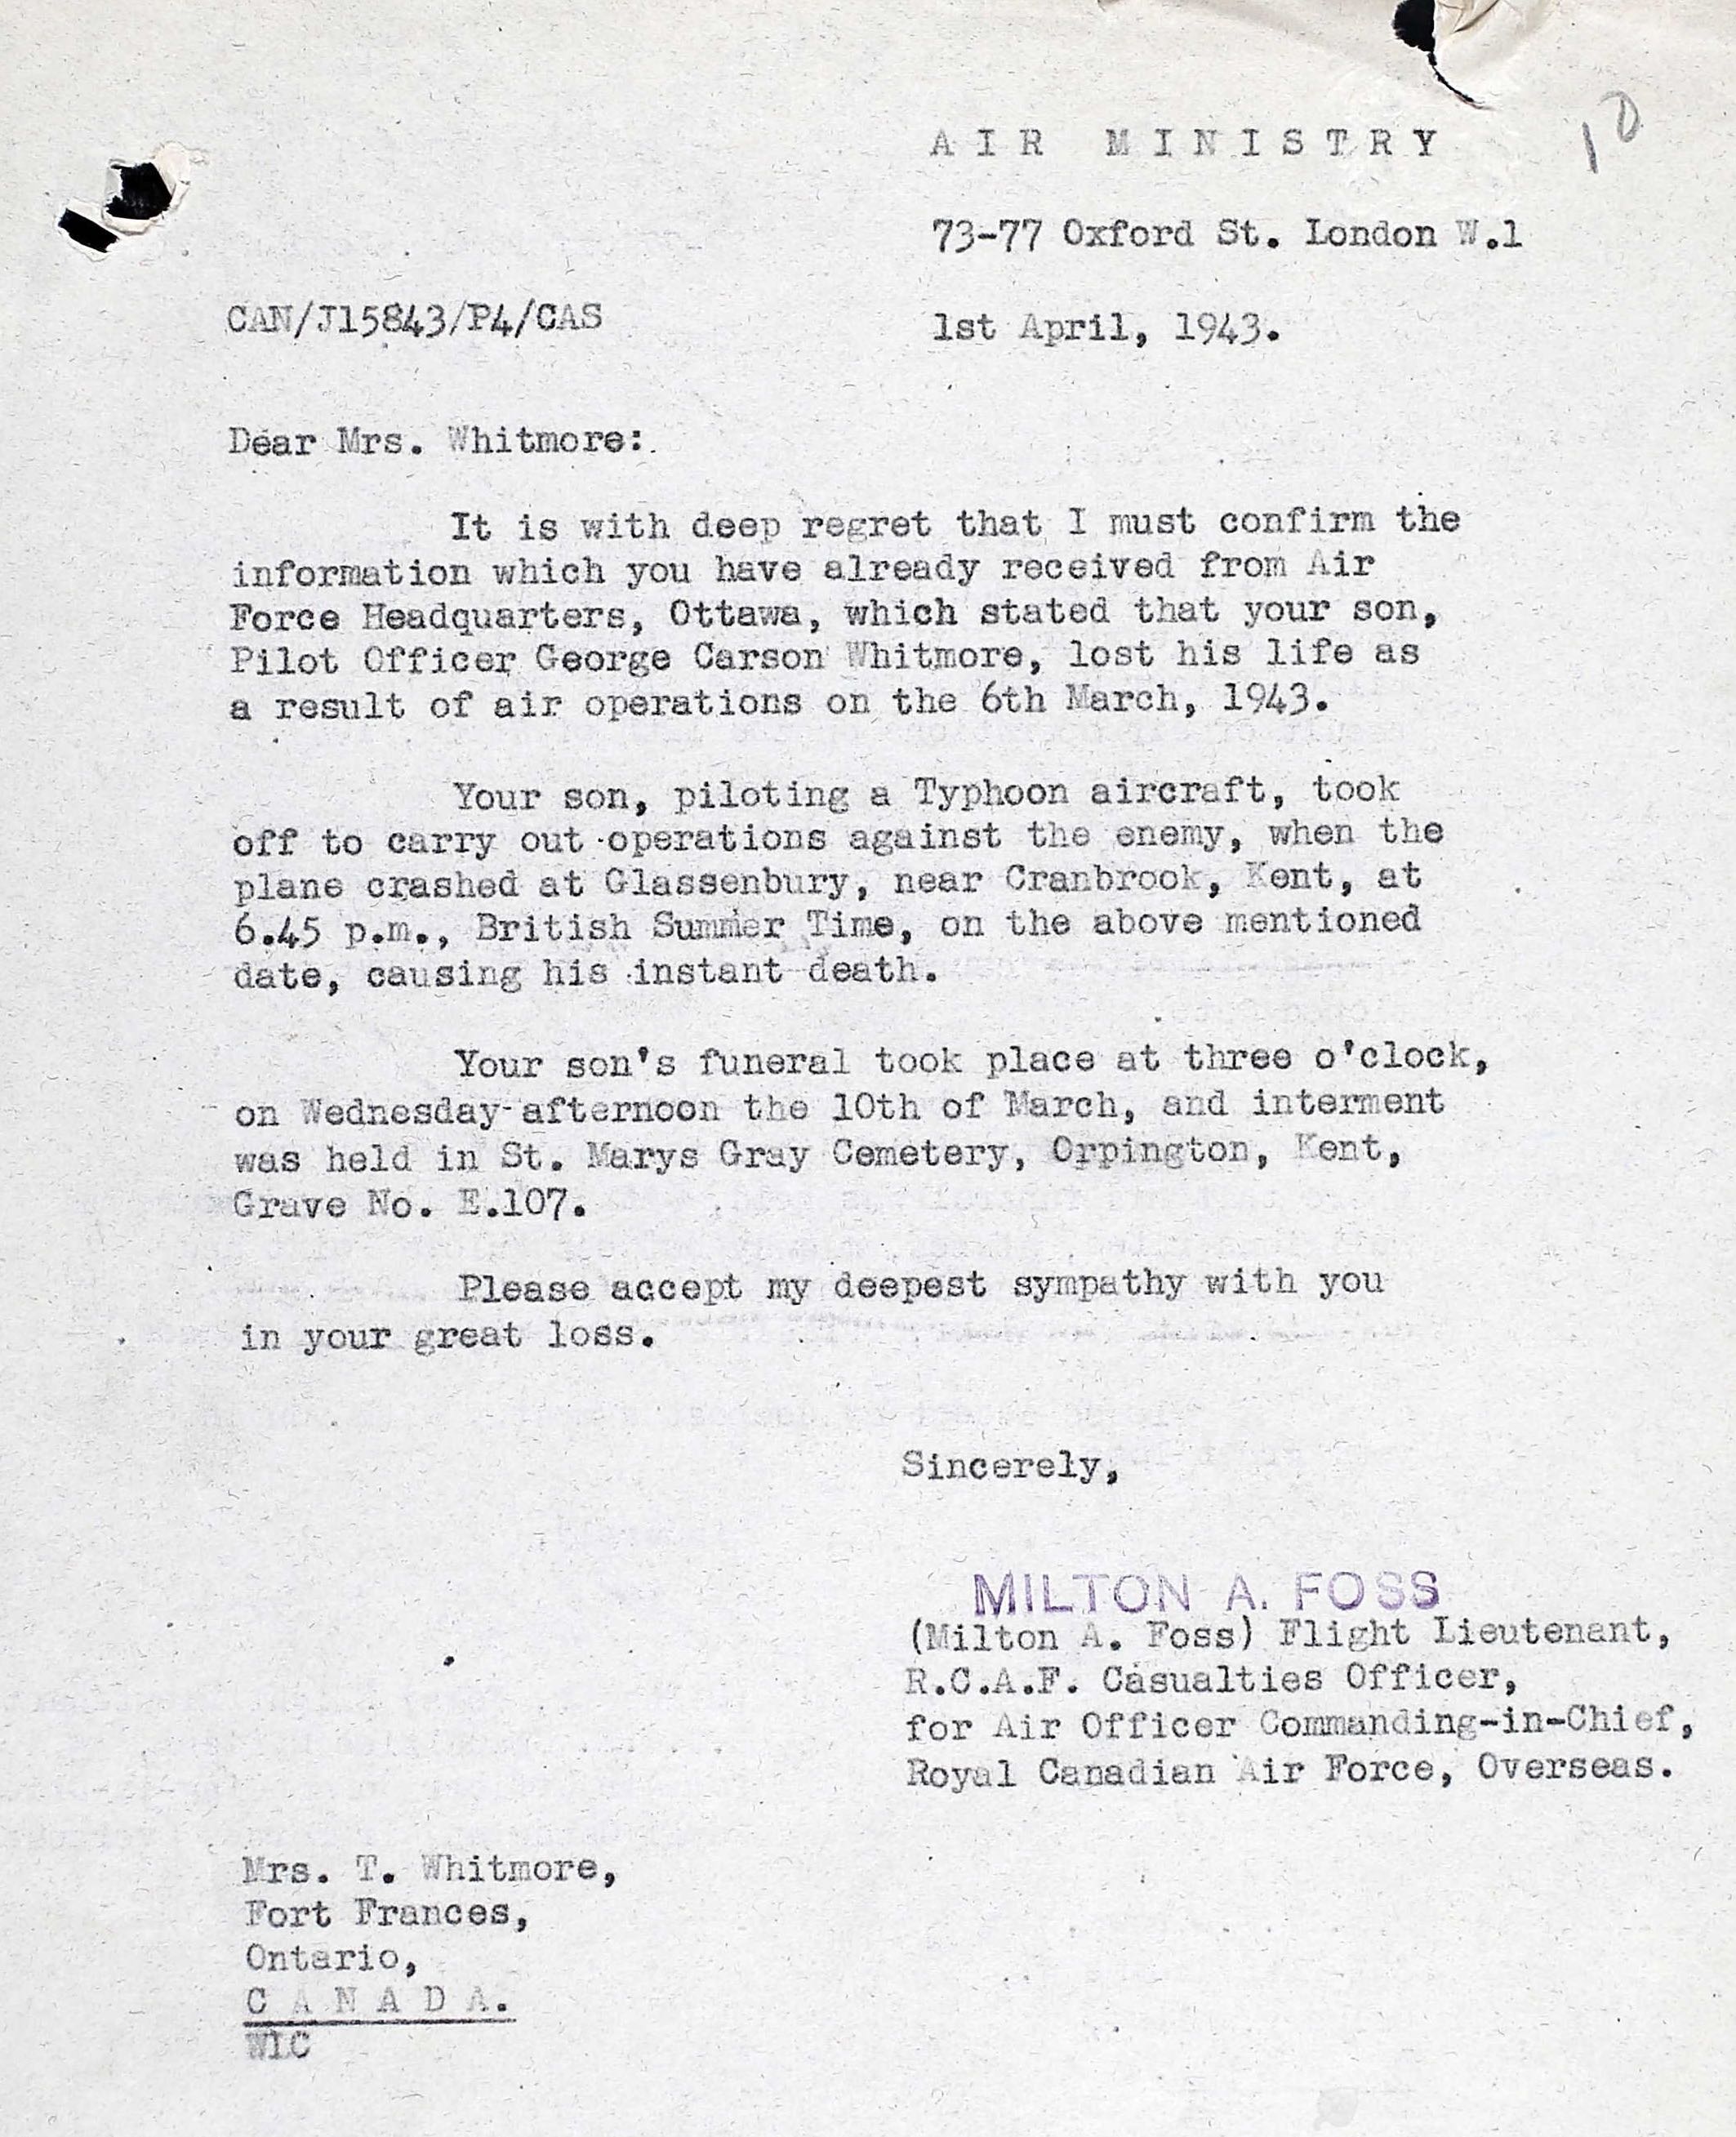 10
A I R   M I N I S T R Y
73-77 Oxford St. London W.1
CAN/J15843/P4/CAS
1st April, 1943.
Dear Mrs. Whitmore:
It is with deep regret that I must confirm the
information which you have already received from Air
Force Headquarters, Ottawa, which stated that your son,
Pilot Officer George Carson Whitmore, lost his life as
a result of air operations on the 6th March, 1943.
Your son, piloting a Typhoon aircraft, took
off to carry out operations against the enemy, when the
plane crashed at Glassenbury, near Cranbrook, Kent, at
6.45 p.m., British Summer Time, on the above mentioned
date, causing his instant death.
Your son's funeral took place at three o'clock,
on Wednesday afternoon the 10th of March, and interment
was held in St. Marys Gray Cemetery, Orpington, Kent,
Grave No. E.107.
Please accept my deepest sympathy with you
in your great loss.
Sincerely,
MILTON A. FOSS
(Milton A. Foss) Flight Lieutenant,
R.C.A.F. Casualties Officer,
for Air Officer Commanding-in-Chief,
Royal Canadian Air Force, Overseas.
Mrs. T. Whitmore,
Fort Frances,
Ontario,
C A N A D A.
WLC